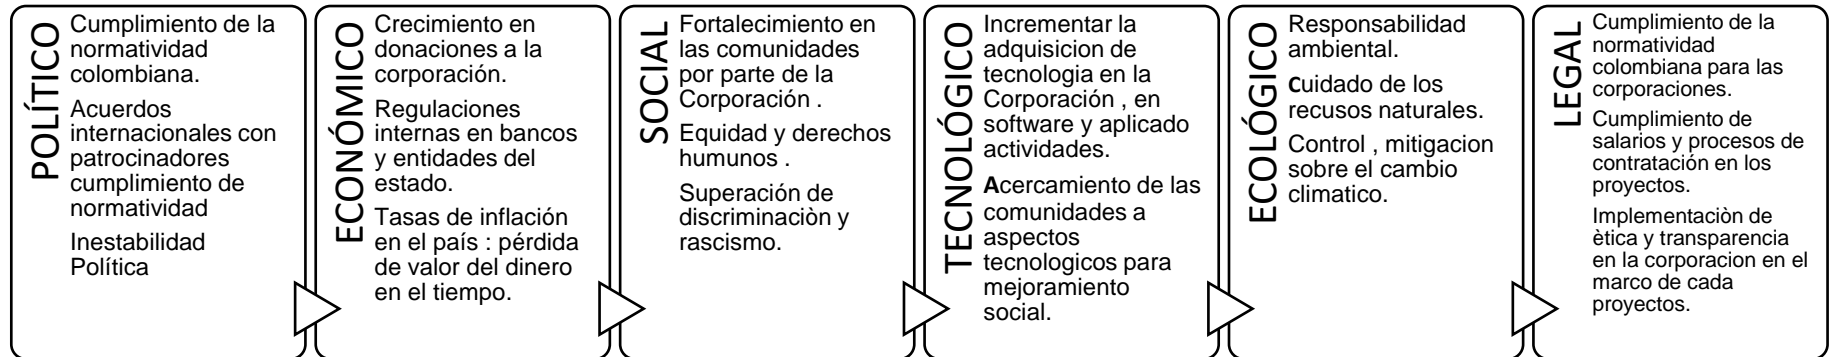 POLÍTICO
Cumplimiento de la
normatividad
colombiana.
Acuerdos
internacionales con
patrocinadores
cumplimiento de
normatividad
Inestabilidad
Política
ECONÓMICO
Crecimiento en
donaciones a la
corporación.
Regulaciones
internas en bancos
y entidades del
estado.
Tasas de inflación
en el país : pérdida
de valor del dinero
en el tiempo.
SOCIAL
Fortalecimiento en
las comunidades
por parte de la
Corporación .
Equidad y derechos
humunos .
Superación de
discriminaciòn y
rascismo.
TECNOLÓGICO
Incrementar la
adquisicion de
tecnologia en la
Corporación , en
software y aplicado
actividades.
Acercamiento de las
comunidades a
aspectos
tecnologicos para
mejoramiento
social.
ECOLÓGICO
Responsabilidad
ambiental.
Cuidado de los
recusos naturales.
Control , mitigacion
sobre el cambio
climatico.
LEGAL
Cumplimiento de la
normatividad
colombiana para las
corporaciones.
Cumplimiento de
salarios y procesos de
contratación en los
proyectos.
Implementaciòn de
ètica y transparencia
en la corporacion en el
marco de cada
proyectos.